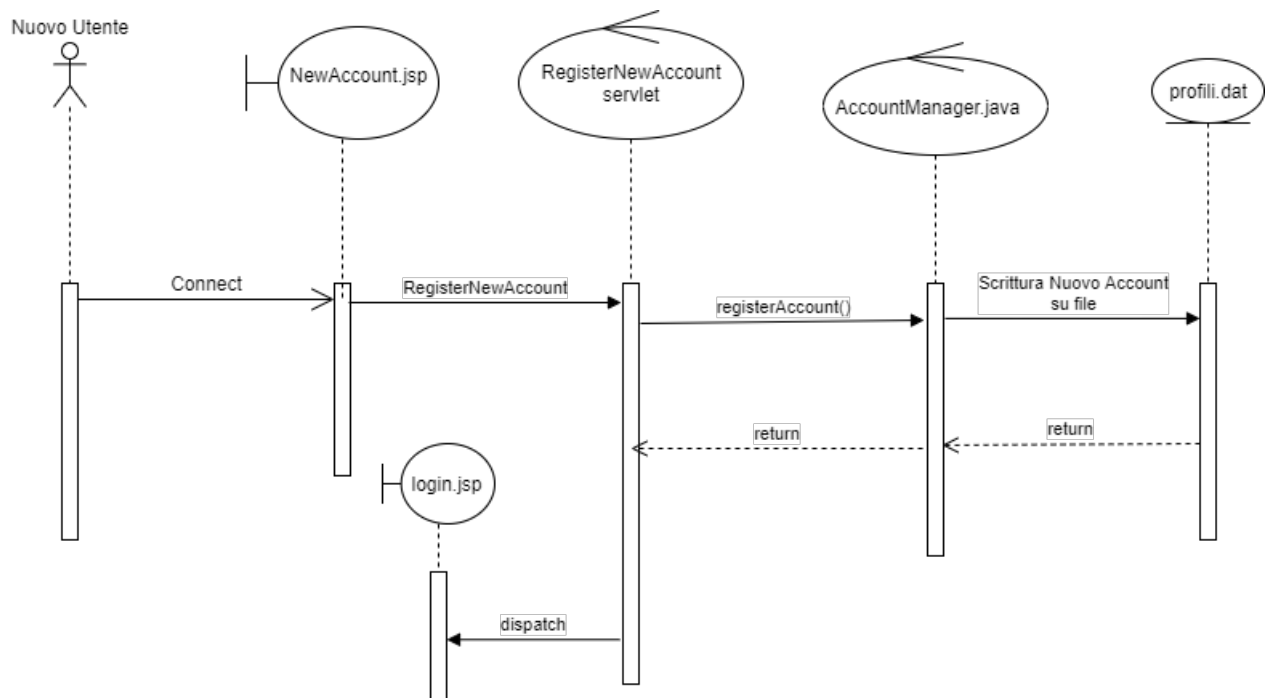 Nuovo Utente
NewAccount.jsp
RegisterNewAccount
servlet
AccountManager.java
profili.dat
Connect
RegisterNewAccount
registerAccount()
Scrittura Nuovo Account
su file
return
return
login.jsp
dispatch